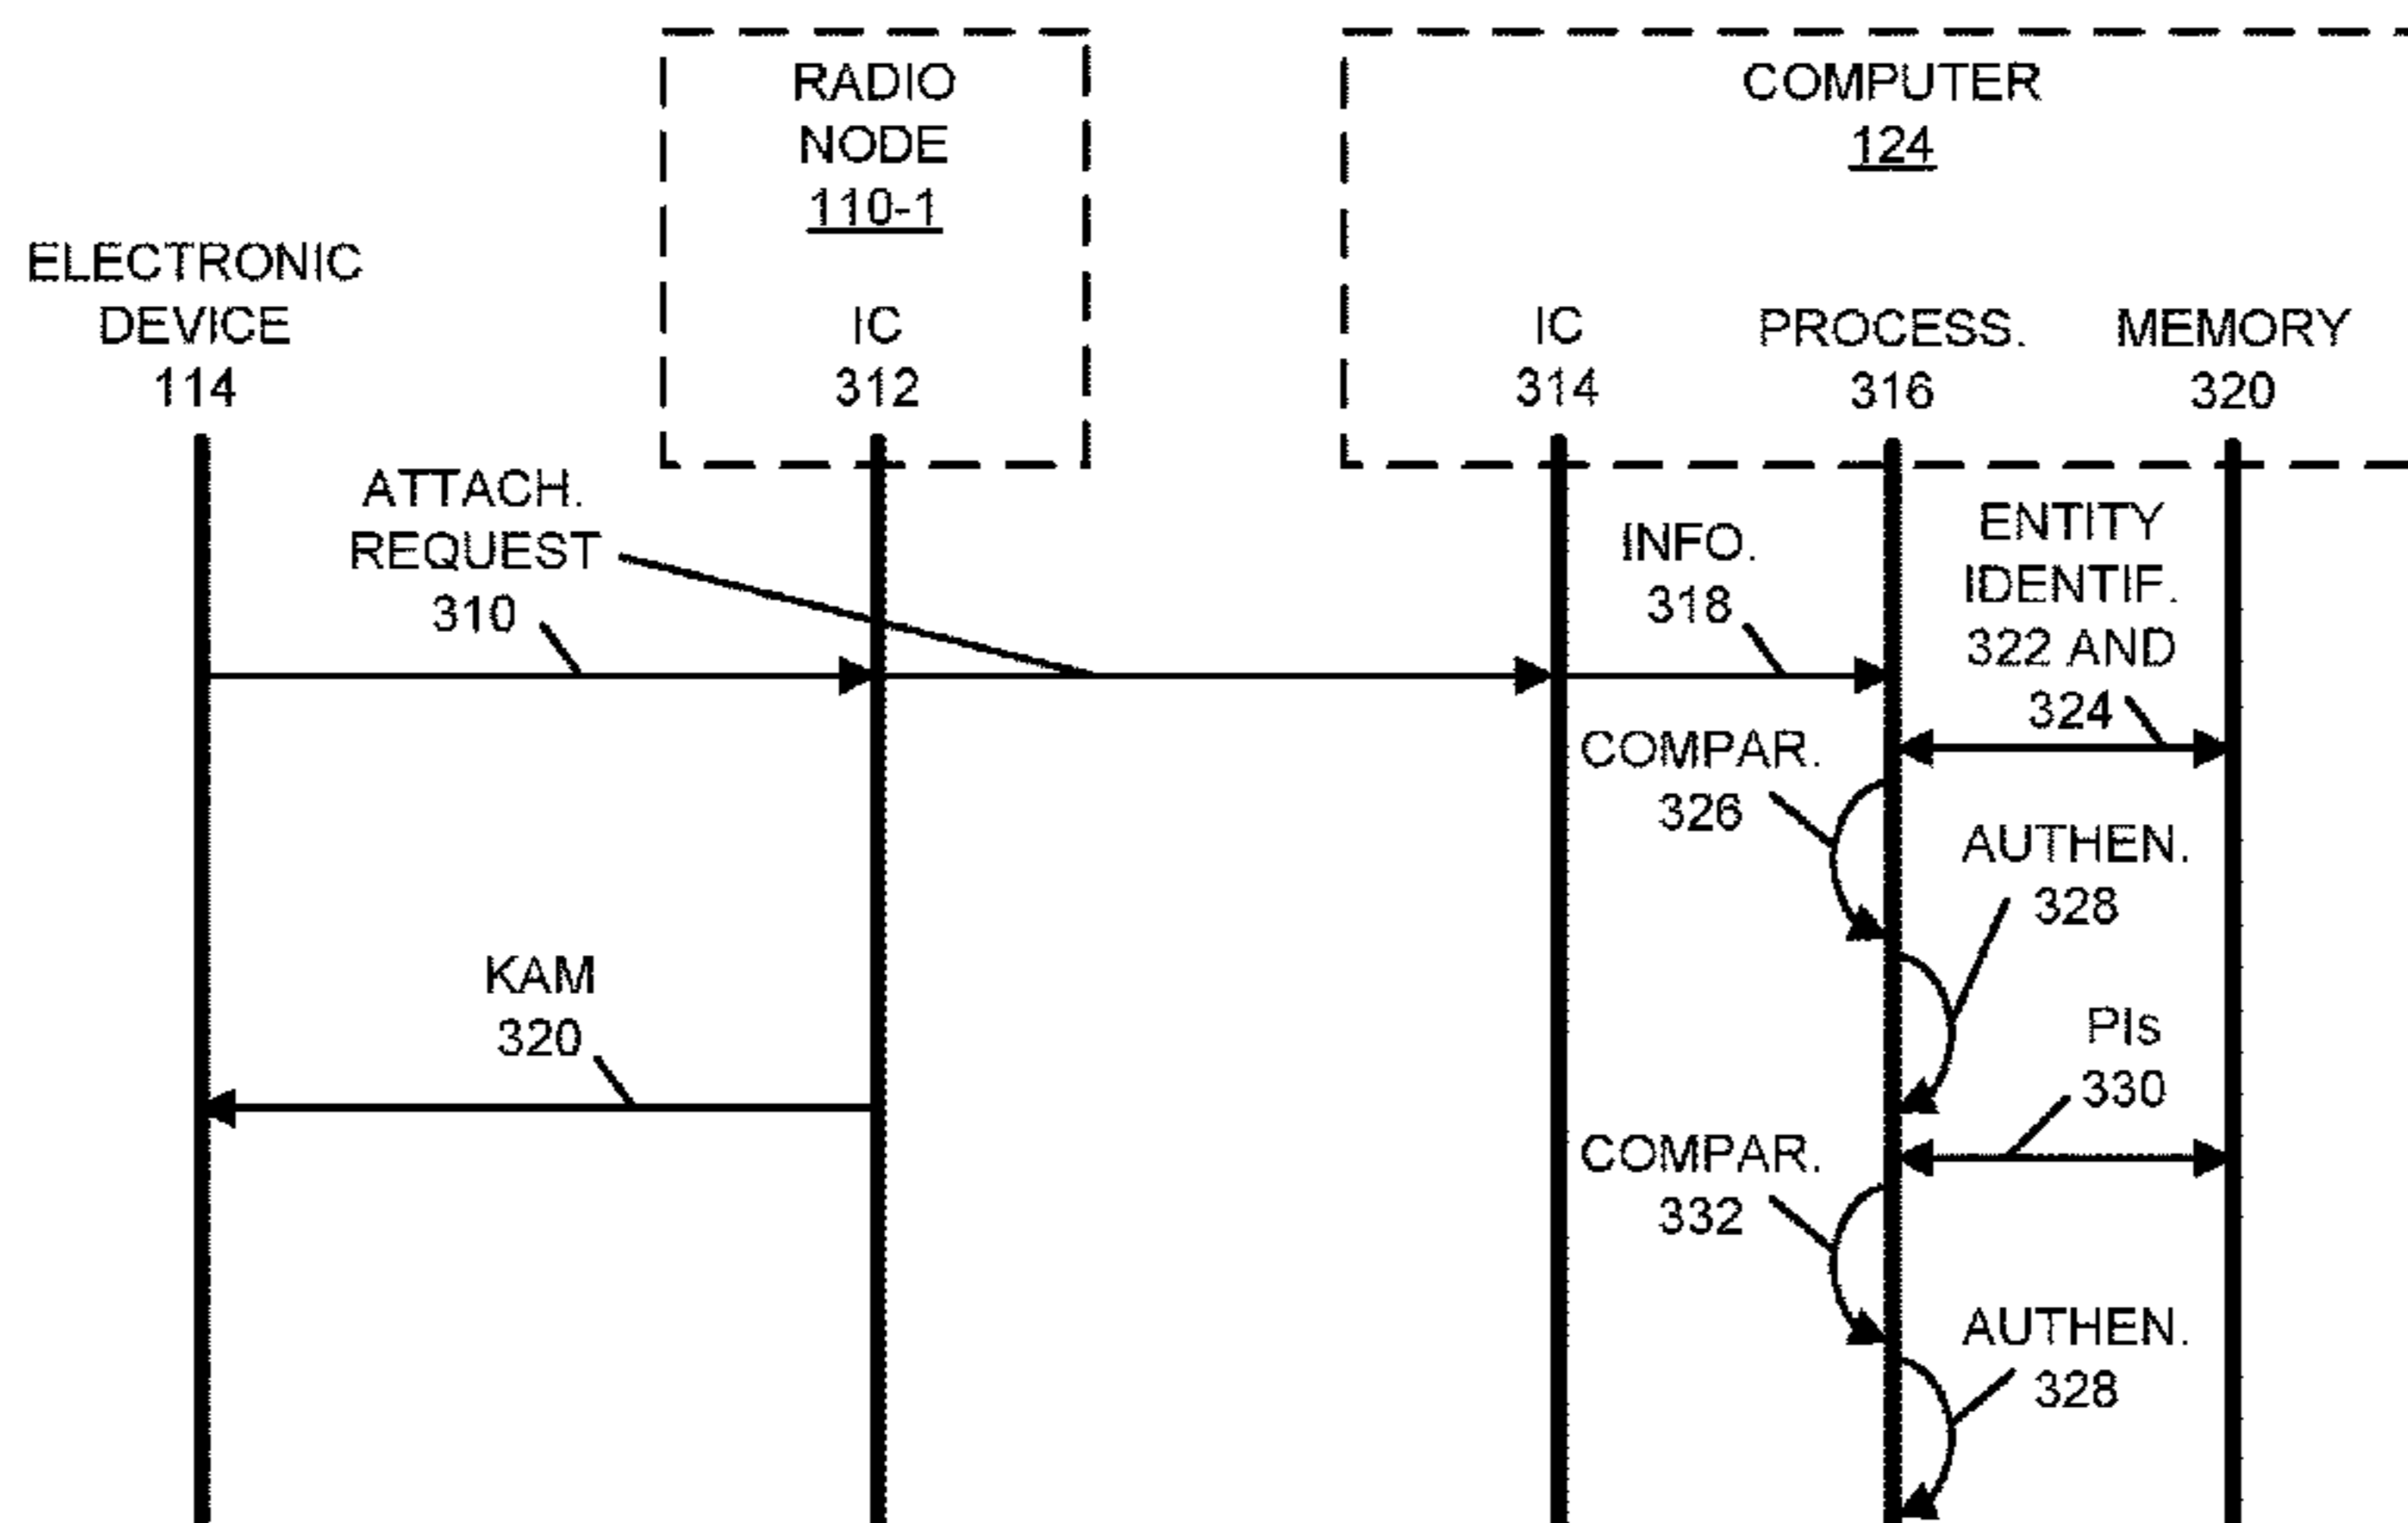 RADIO
NODE
110-1
COMPUTER
124
ELECTRONIC
DEVICE
114
IC
312
IC
314
PROCESS.
316
MEMORY
320
ATTACH.
REQUEST
310
INFO.
318
ENTITY
IDENTIF.
322 AND
324
COMPAR.
326
AUTHEN.
328
KAM
320
PIs
330
COMPAR.
332
AUTHEN.
328